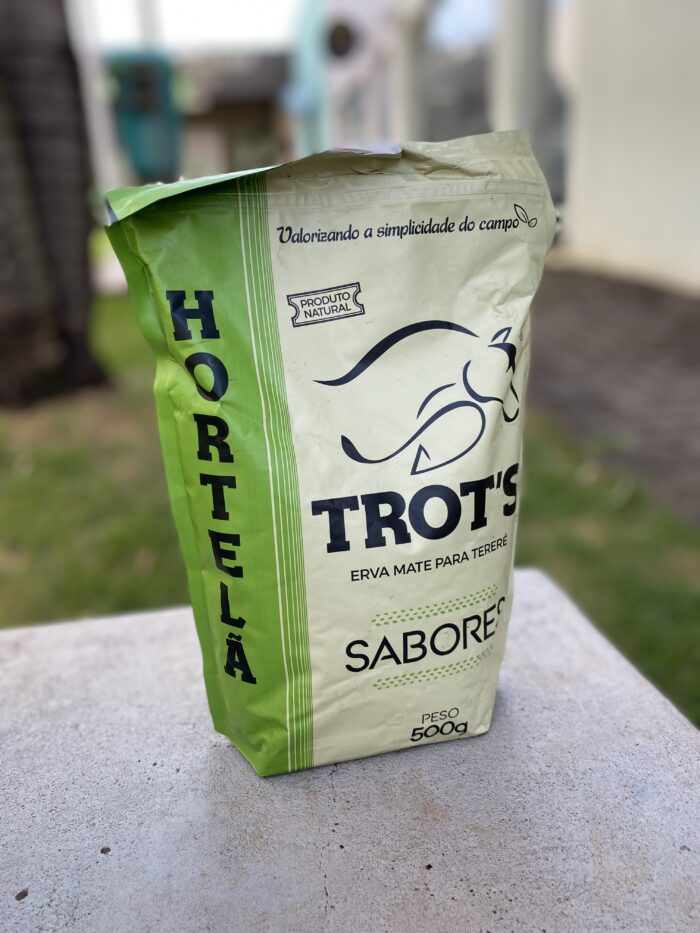 Valorizando a simplicidade do campo
PRODUTO
NATURAL
HORTELÃ
TROT'S
ERVA MATE PARA TERERÉ
SABORES
PESO
500g